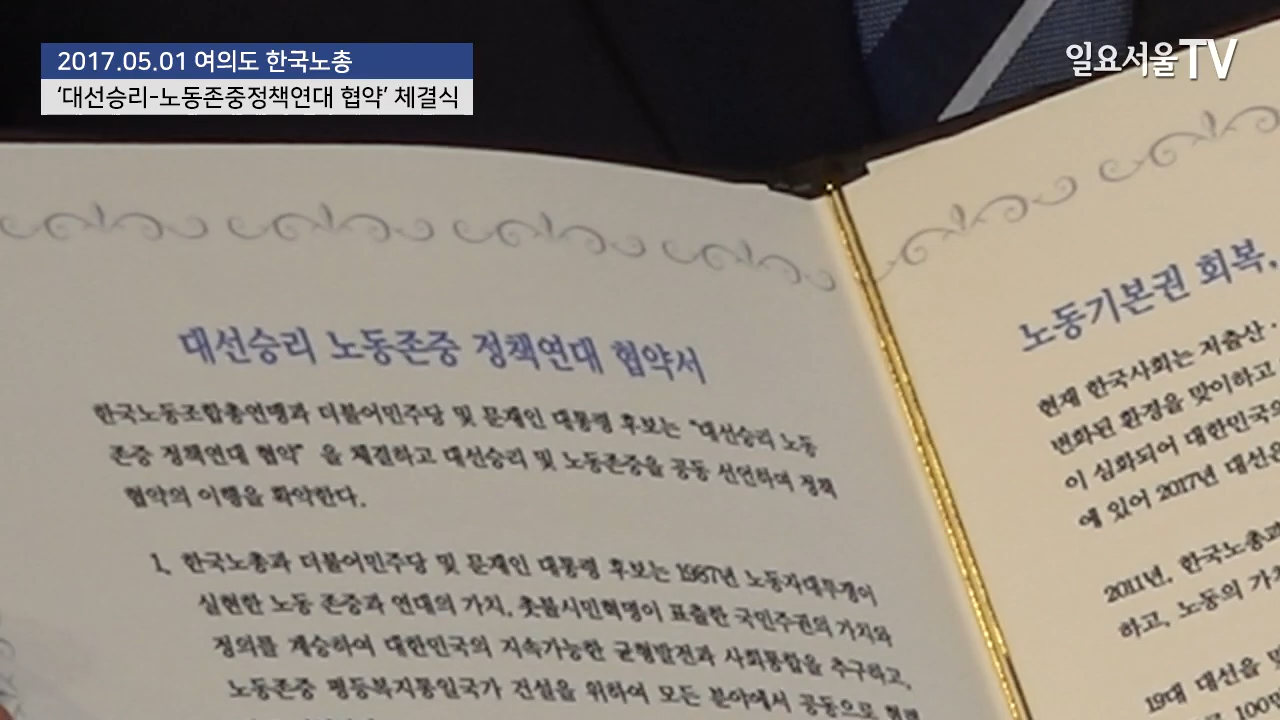 2017.05.01 여의도 한국노총
'대선승리-노동존중정책연대 협약' 체결식
일요서울TV
대선승리 노동존중 정책연대 협약서
한국노동조합총연맹과 더불어민주당 및 문재인 대통령 후보는 "대선승리 노동
존중 정책연대 협약" 을 체결하고 대선승리 및 노동존중을 공동 선언하며 정책
협약의 이행을 확약한다.
1. 한국노총과 더불어민주당 및 문재인 대통령 후보는 1987년 노동자대투쟁이
실현한 노동 존중과 연대의 가치, 촛불시민혁명이 표출한 국민주권의 가치와
정의를 계승하여 대한민국의 지속가능한 균형발전과 사회통합을 추구하고,
노동존중 평등복지통일국가 건설을 위하여 모든 분야에서 공동으로 협력
노동기본권 회복,
현재 한국사회는 저출산 ·
변화된 환경을 맞이하고
이 심화되어 대한민국의
에 있어 2017년 대선은
2011년, 한국노총과
하고, 노동의 가치
19대 대선을 맞
100만